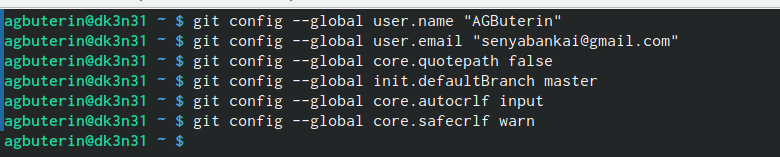 agbuterin@dk3n31 ~ $ git config --global user.name "AGButerin"
agbuterin@dk3n31 ~ $ git config --global user.email "senyabankai@gmail.com"
agbuterin@dk3n31 ~ $ git config --global core.quotepath false
agbuterin@dk3n31 ~ $ git config --global init.defaultBranch master
agbuterin@dk3n31 ~ $ git config --global core.autocrlf input
agbuterin@dk3n31 ~ $ git config --global core.safecrlf warn
agbuterin@dk3n31 ~ $